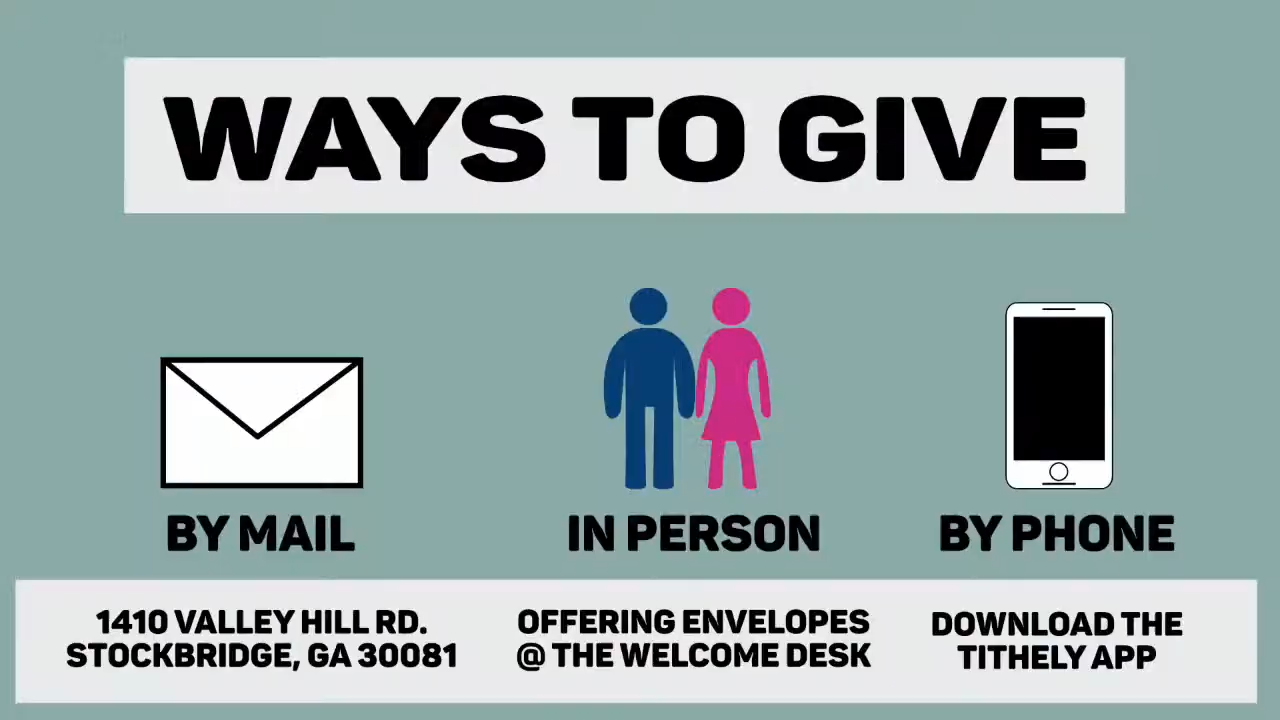 WAYS TO GIVE
BY MAIL
IN PERSON
BY PHONE
1410 VALLEY HILL RD.
STOCKBRIDGE, GA 30081
OFFERING ENVELOPES
@ THE WELCOME DESK
DOWNLOAD THE
TITHELY APP